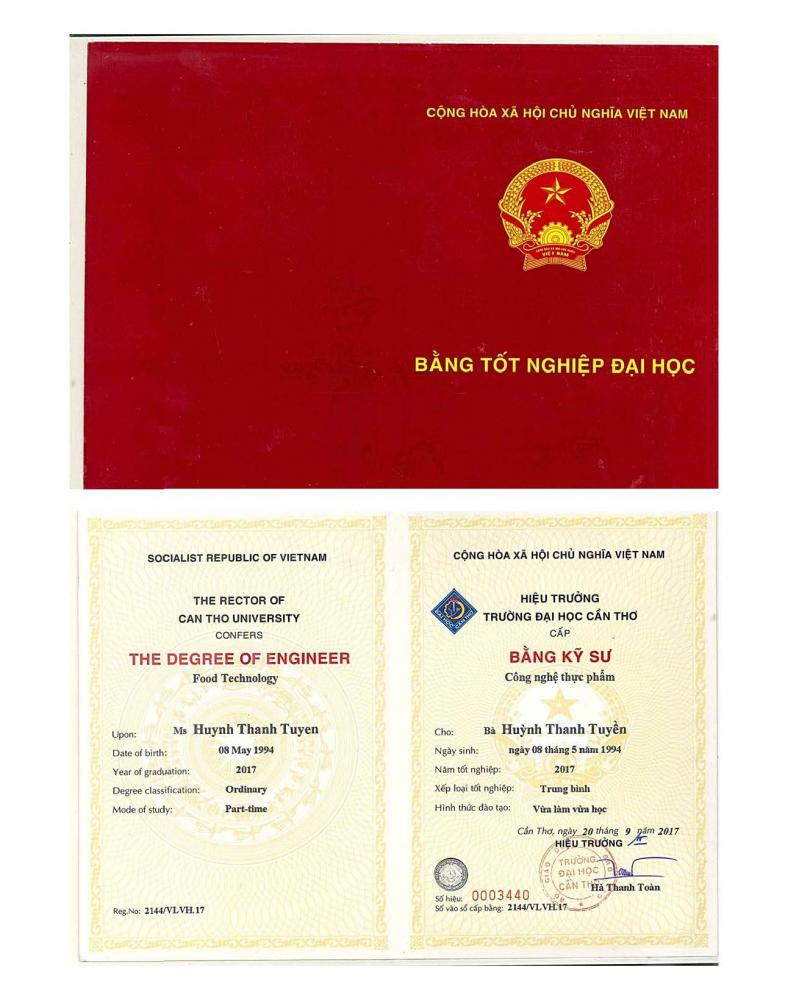 CỘNG HÒA XÃ HỘI CHỦ NGHĨA VIỆT NAM
VIỆT NAM
BẰNG TỐT NGHIỆP ĐẠI HỌC
SOCIALIST REPUBLIC OF VIETNAM
THE RECTOR OF
CAN THO UNIVERSITY
CONFERS
THE DEGREE OF ENGINEER
Food Technology
Upon: Ms Huynh Thanh Tuyen
Date of birth: 08 May 1994
Year of graduation: 2017
Degree classification: Ordinary
Mode of study: Part-time
Reg.No: 2144/VLVH.17
CỘNG HÒA XÃ HỘI CHỦ NGHĨA VIỆT NAM
ĐẠI HỌC CẦN THƠ
HIỆU TRƯỞNG
TRƯỜNG ĐẠI HỌC CẦN THƠ
CẤP
BẰNG KỸ SƯ
Công nghệ thực phẩm
Cho: Bà Huỳnh Thanh Tuyền
Ngày sinh: ngày 08 tháng 5 năm 1994
Năm tốt nghiệp: 2017
Xếp loại tốt nghiệp: Trung bình
Hình thức đào tạo: Vừa làm vừa học
Cần Thơ, ngày 20 tháng 9 năm 2017
HIỆU TRƯỞNG
TRƯỜNG
ĐẠI HỌC
CẦN THƠ
Hà Thanh Toàn
Số hiệu: 0003440
Số vào sổ cấp bằng: 2144/VLVH.17